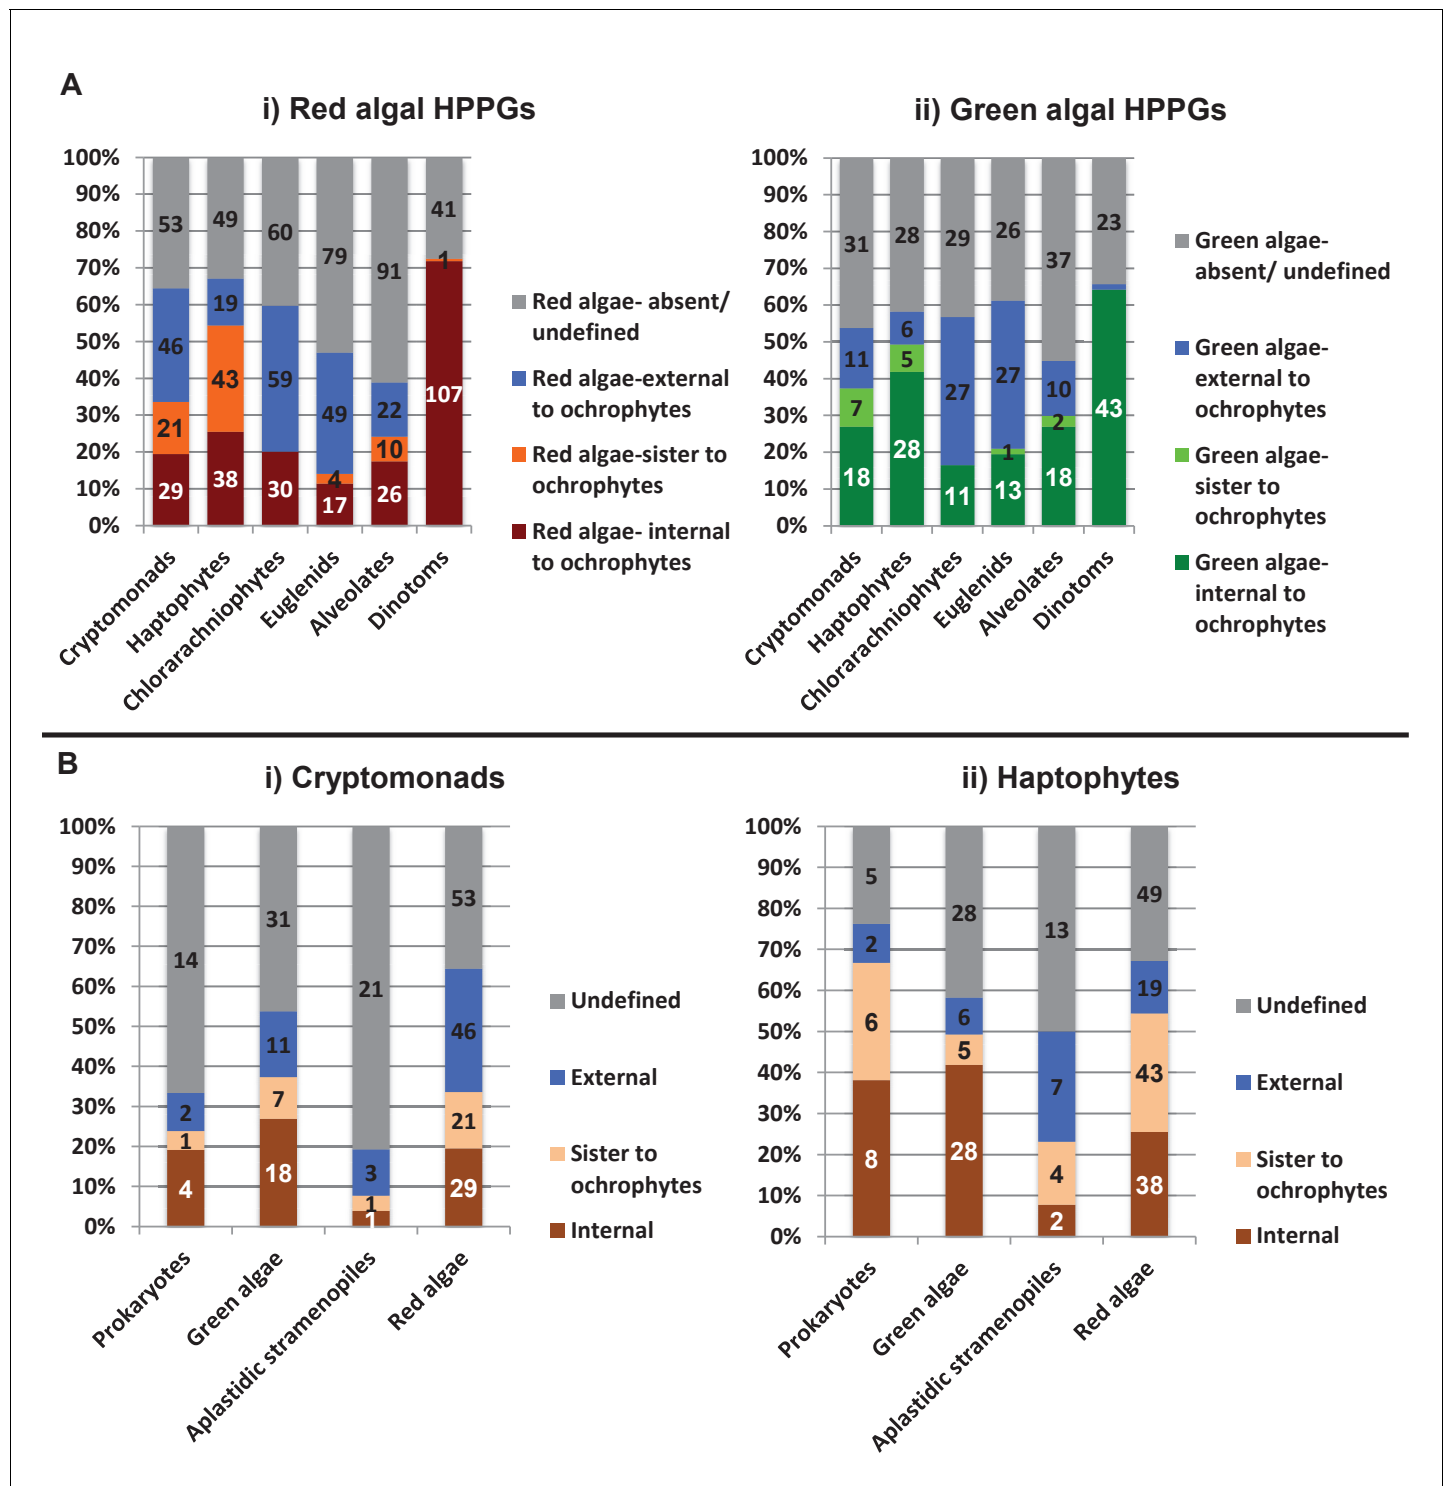 A
i) Red algal HPPGs
100%
90%
80%
70%
60%
50%
40%
30%
20%
10%
0%
53
46
21
29
49
19
43
38
60
59
30
79
49
4
17
91
22
10
26
41
1
107
Cryptomonads
Haptophytes
Chlorarachniophytes
Euglenids
Alveolates
Dinotoms
Red algae- absent/
undefined
Red algae-external
to ochrophytes
Red algae-sister to
ochrophytes
Red algae- internal
to ochrophytes
ii) Green algal HPPGs
100%
90%
80%
70%
60%
50%
40%
30%
20%
10%
0%
31
11
7
18
28
6
5
28
29
27
11
26
27
1
13
37
10
2
18
23
43
Cryptomonads
Haptophytes
Chlorarachniophytes
Euglenids
Alveolates
Dinotoms
Green algae-
absent/ undefined
Green algae-
external to
ochrophytes
Green algae-
sister to
ochrophytes
Green algae-
internal to
ochrophytes
B
i) Cryptomonads
100%
90%
80%
70%
60%
50%
40%
30%
20%
10%
0%
14
2
1
4
31
11
7
18
21
3
1
1
53
46
21
29
Prokaryotes
Green algae
Aplastidic stramenopiles
Red algae
Undefined
External
Sister to
ochrophytes
Internal
ii) Haptophytes
100%
90%
80%
70%
60%
50%
40%
30%
20%
10%
0%
5
2
6
8
28
6
5
28
13
7
4
2
49
19
43
38
Prokaryotes
Green algae
Aplastidic stramenopiles
Red algae
Undefined
External
Sister to
ochrophytes
Internal